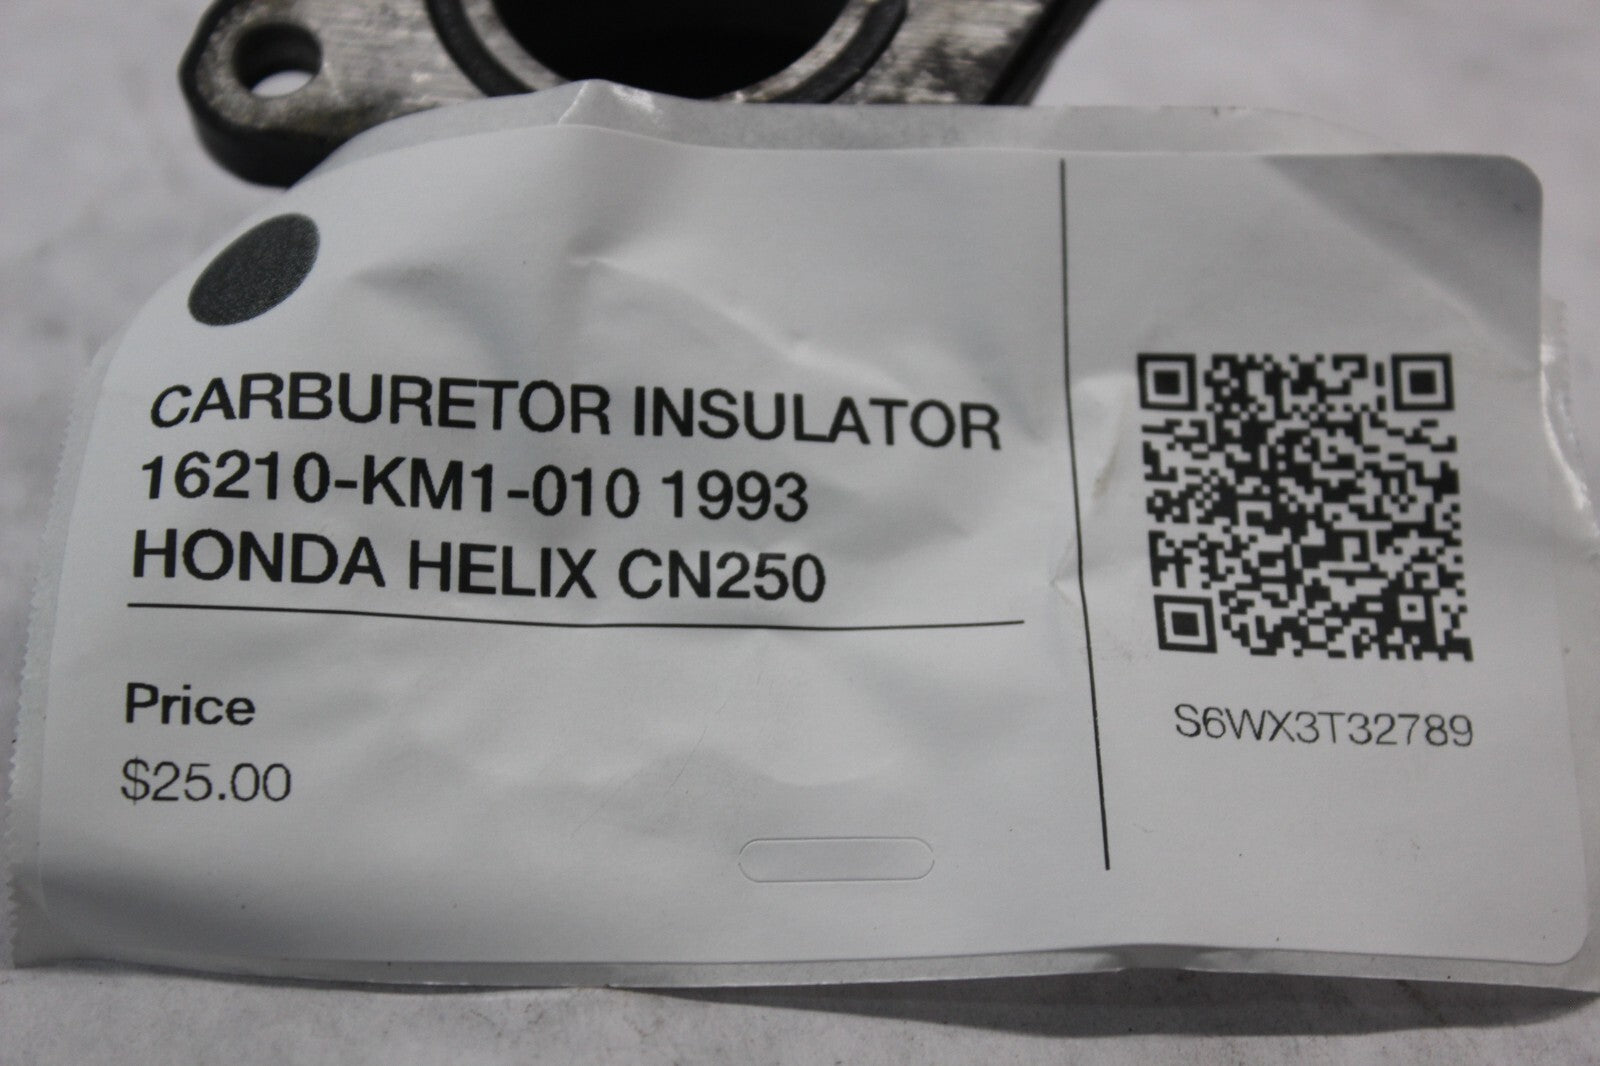 CARBURETOR INSULATOR
16210-KM1-010 1993
HONDA HELIX CN250
Price
$25.00
S6WX3T32789